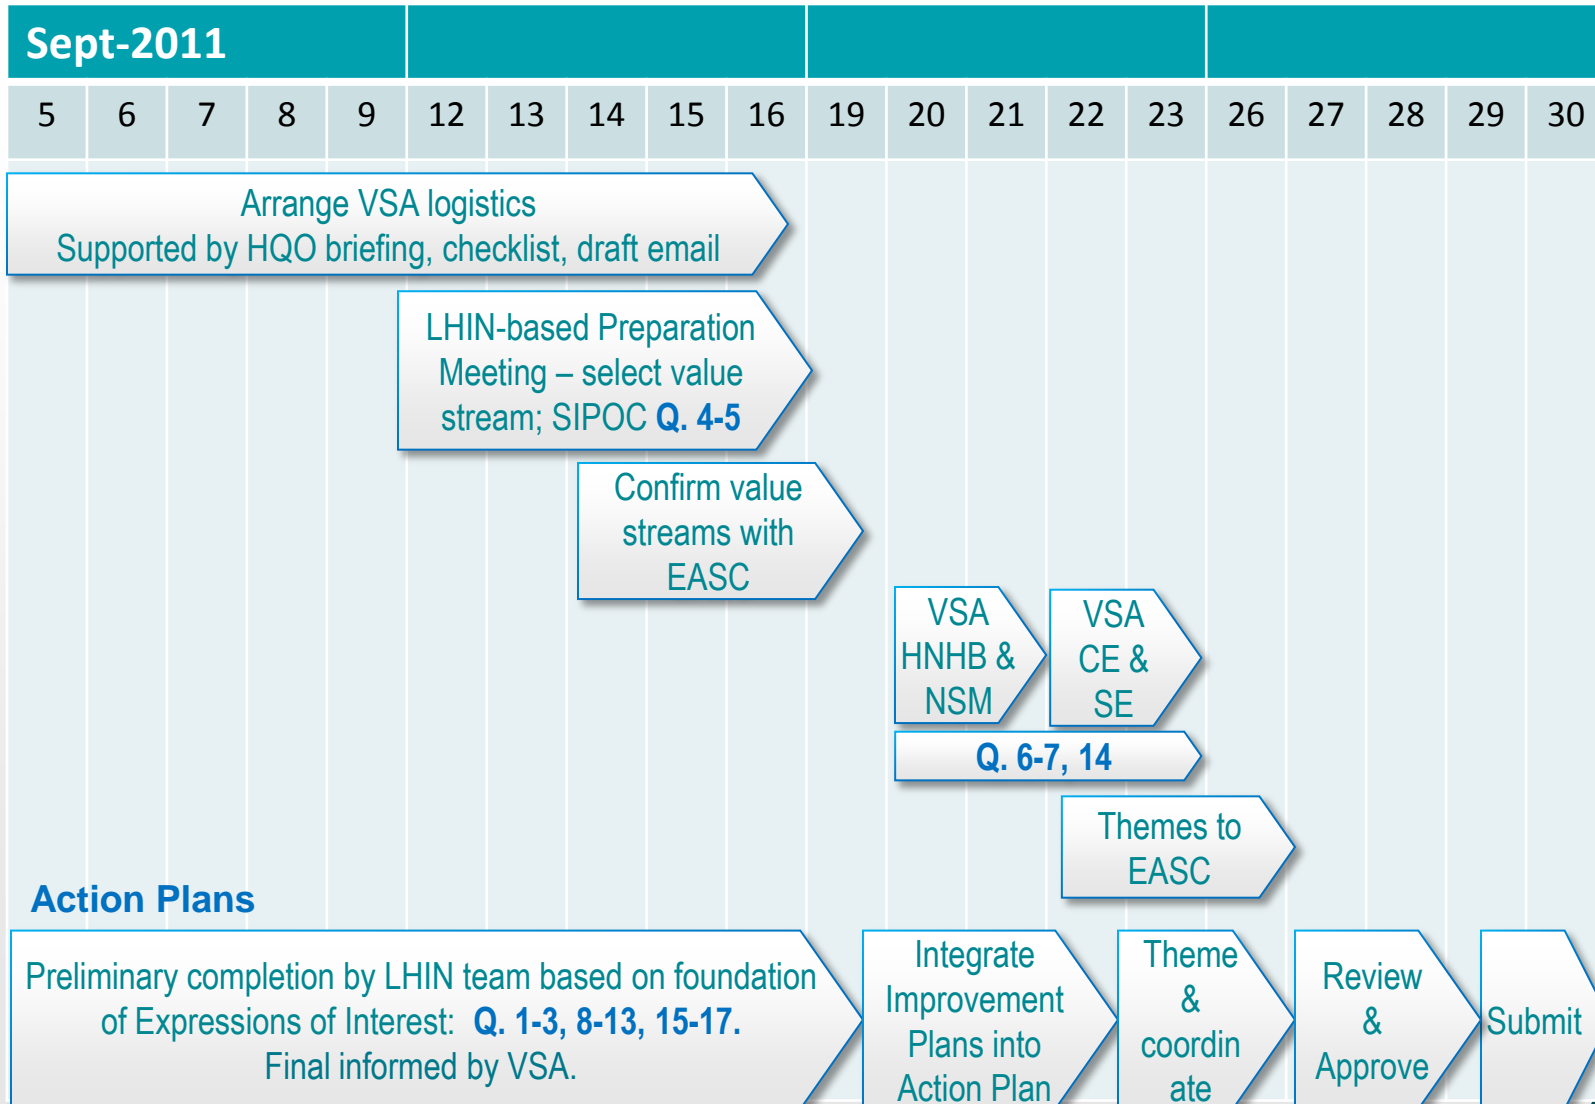 Sept-2011
5 6 7 8 9 12 13 14 15 16 19 20 21 22 23 26 27 28 29 30
Arrange VSA logistics
Supported by HQO briefing, checklist, draft email
LHIN-based Preparation
Meeting – select value
stream; SIPOC Q. 4-5
Confirm value
streams with
EASC
VSA
HNHB &
NSM
VSA
CE &
SE
Q. 6-7, 14
Themes to
EASC
Action Plans
Preliminary completion by LHIN team based on foundation
of Expressions of Interest: Q. 1-3, 8-13, 15-17.
Final informed by VSA.
Integrate
Improvement
Plans into
Action Plan
Theme
&
coordin
ate
Review
&
Approve
Submit